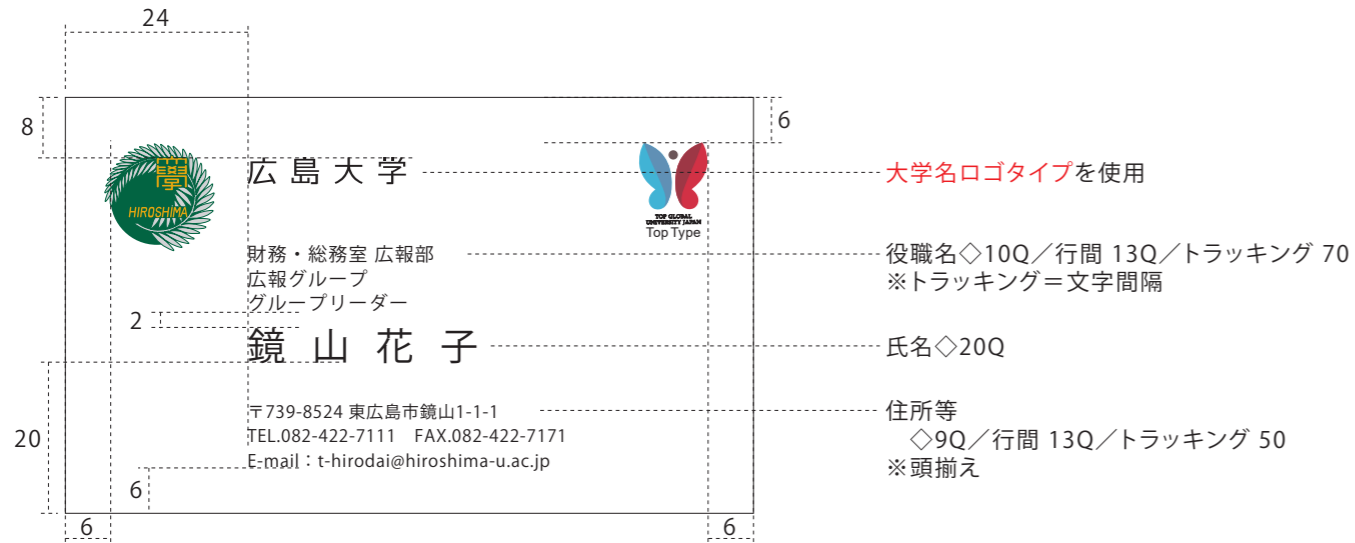 24
8
6
學
HIROSHIMA
広島大学
TOP GLOBAL
UNIVERSITY JAPAN
Top Type
大学名ロゴタイプを使用
財務・総務室 広報部
広報グループ
グループリーダー
役職名◇10Q／行間 13Q／トラッキング 70
※トラッキング＝文字間隔
2
鏡山花子
氏名◇20Q
20
〒739-8524 東広島市鏡山1-1-1
TEL.082-422-7111　FAX.082-422-7171
E-mail：t-hirodai@hiroshima-u.ac.jp
住所等
◇9Q／行間 13Q／トラッキング 50
※頭揃え
6
6
6